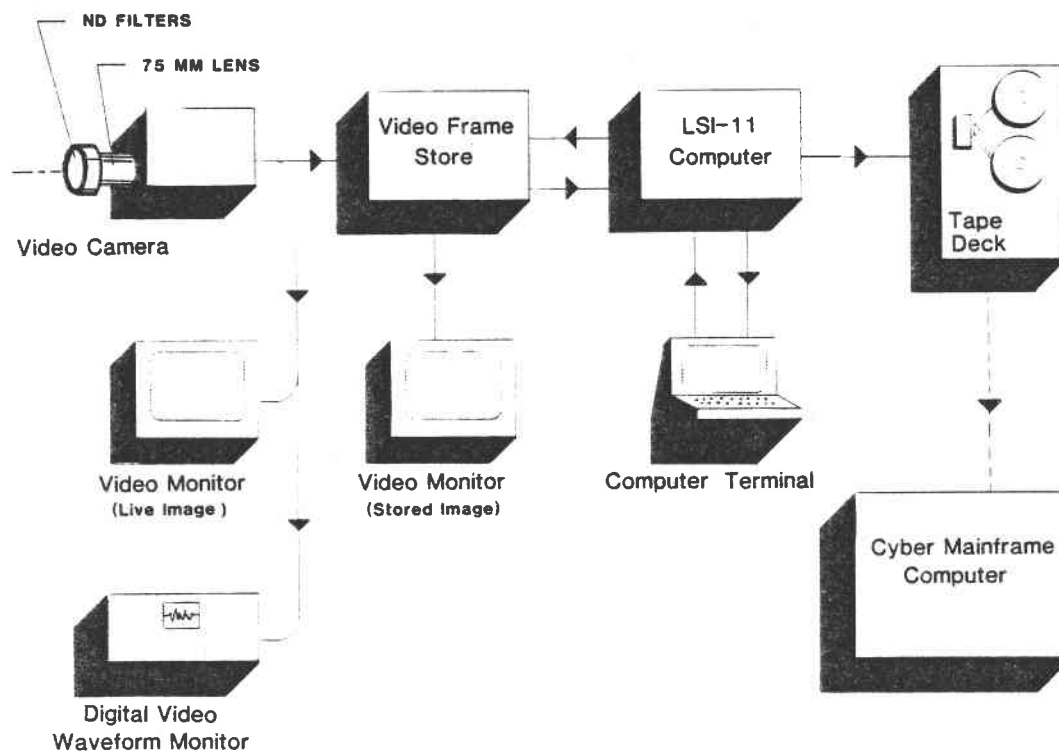 ND FILTERS
75 MM LENS
Video Camera
Video Frame
Store
LSI-11
Computer
Tape
Deck
Video Monitor
(Live Image)
Video Monitor
(Stored Image)
Computer Terminal
Cyber Mainframe
Computer
Digital Video
Waveform Monitor